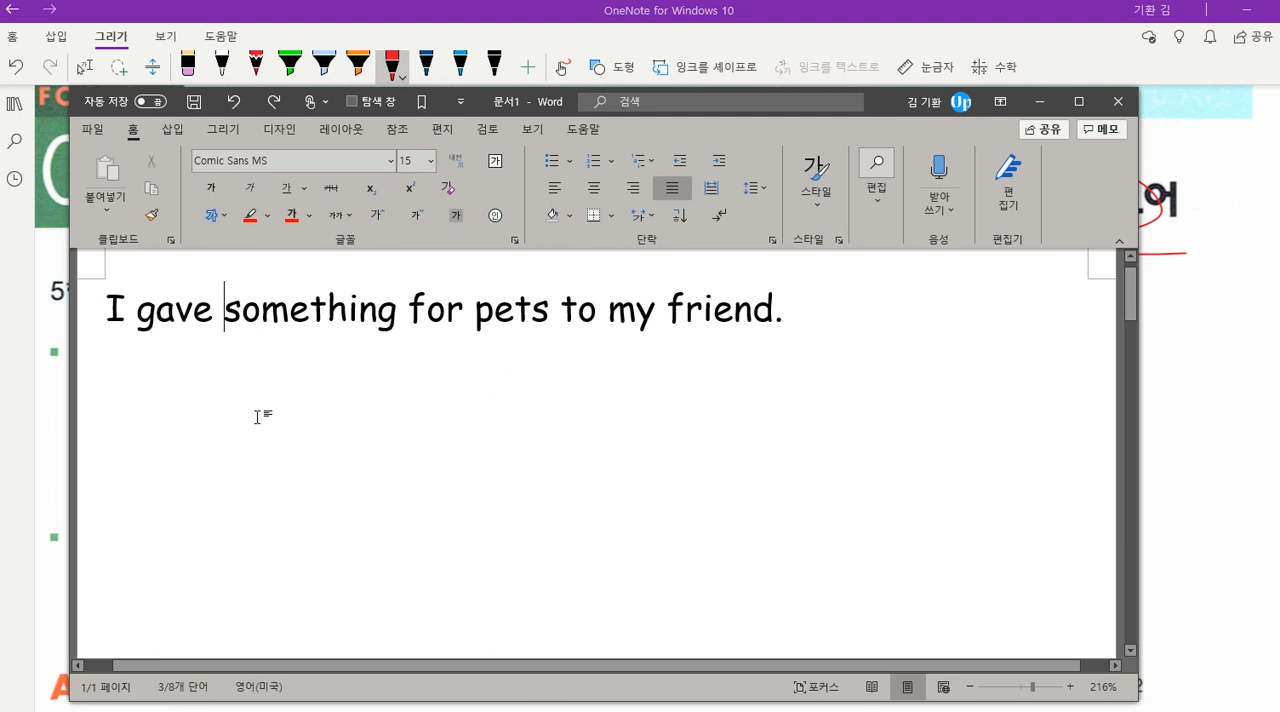 OneNote for Windows 10
기환 김
홈 삽입 그리기 보기 도움말
공유
도형 잉크를 셰이프로 잉크를 텍스트로 눈금자 수학
자동 저장 끔 탐색 창 문서1 - Word 검색 김 기환 Up
파일 홈 삽입 그리기 디자인 레이아웃 참조 편지 검토 보기 도움말 공유 메모
붙여넣기 Comic Sans MS 15 스타일 편집 받아쓰기 편집기
클립보드 글꼴 단락 스타일 음성 편집기
I gave something for pets to my friend.
1/1 페이지 3/8개 단어 영어(미국) 포커스 216%